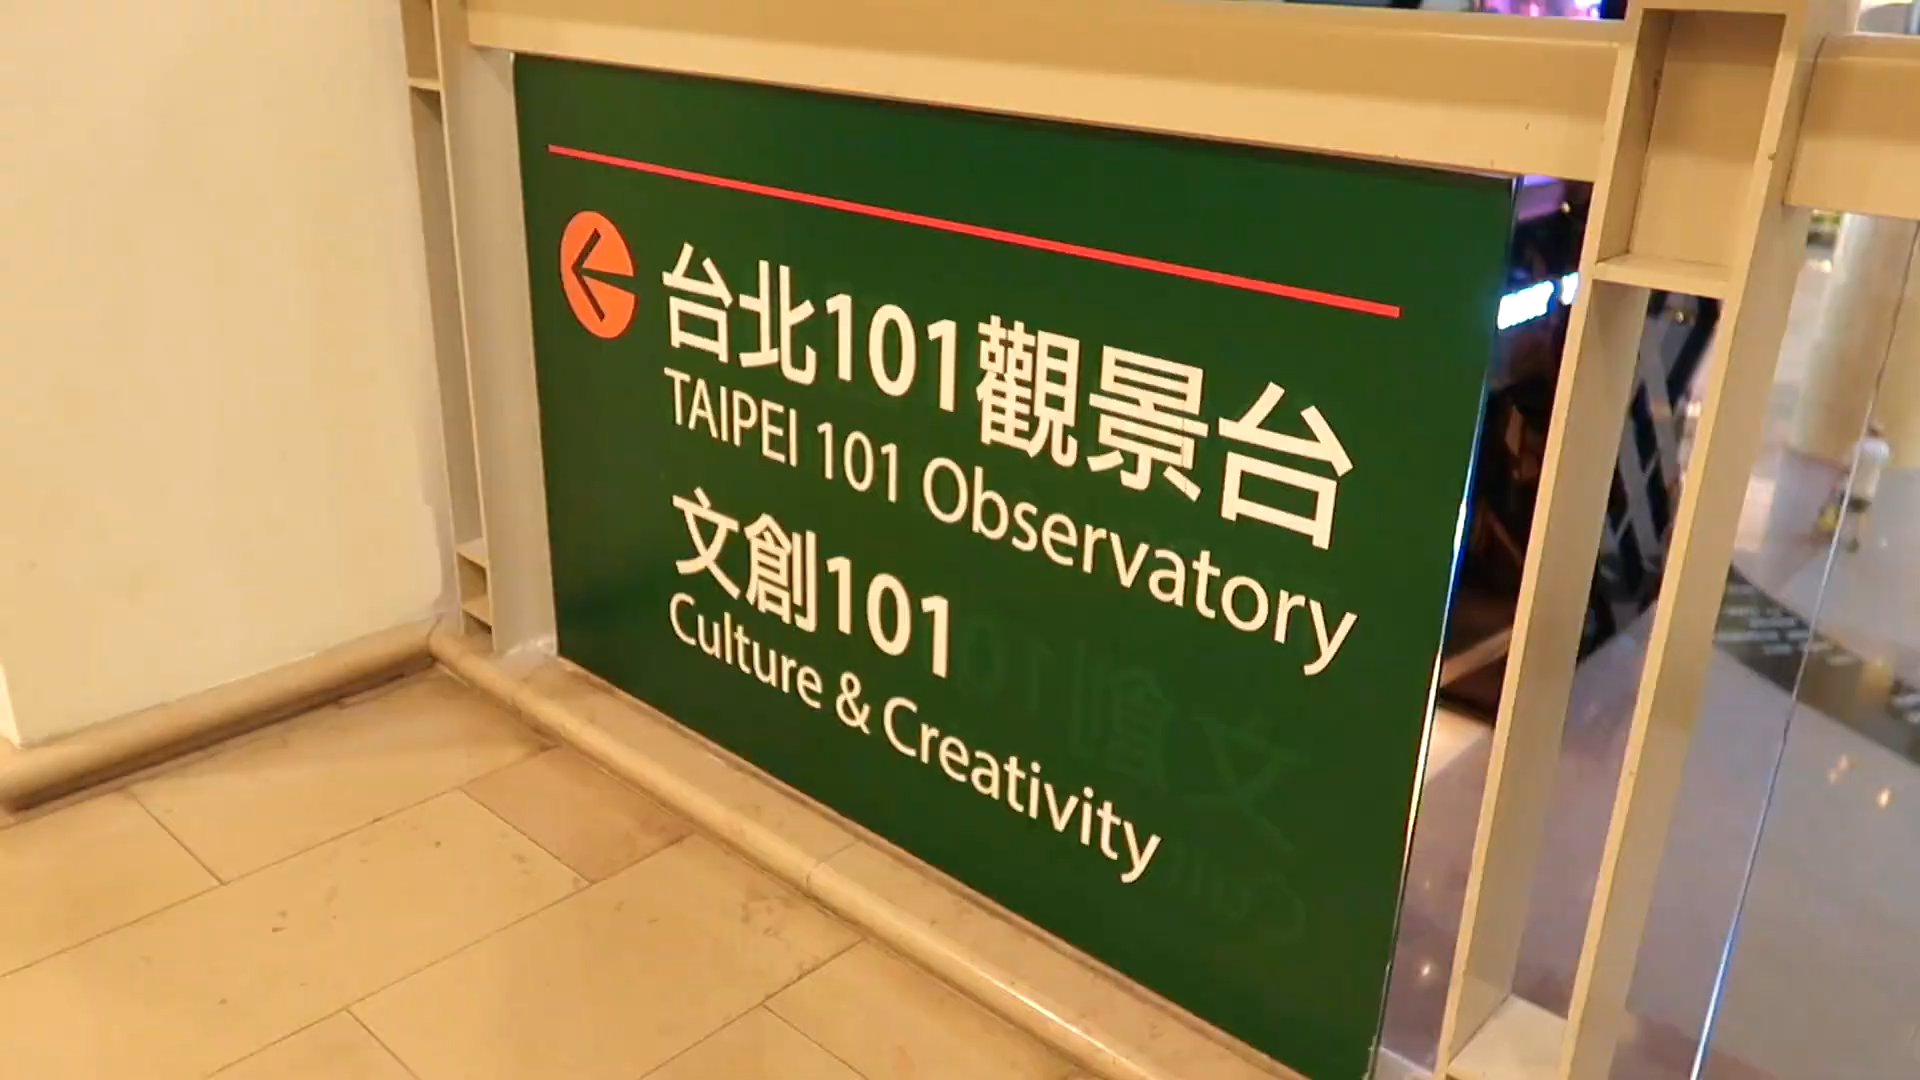 台北101觀景台
TAIPEI 101 Observatory
文創101
Culture & Creativity